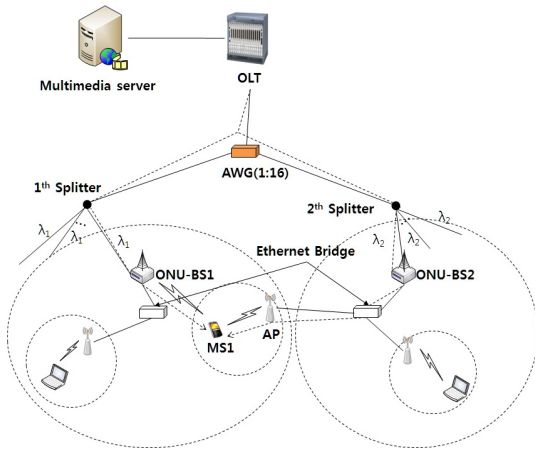 Multimedia server
OLT
AWG(1:16)
1th Splitter
2th Splitter
λ1
λ1
λ1
λ2
λ2
λ2
Ethernet Bridge
ONU-BS1
ONU-BS2
MS1
AP